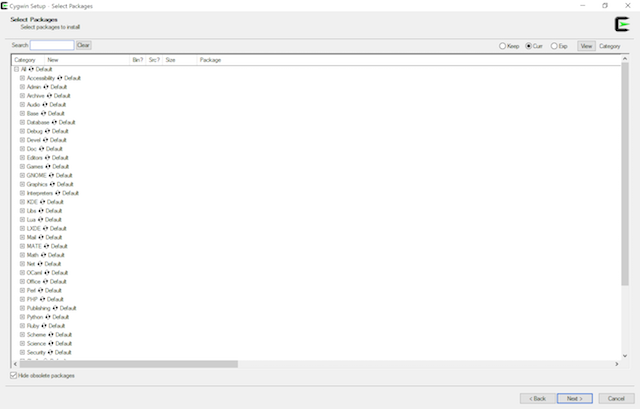 Cygwin Setup - Select Packages
Select Packages
Select packages to install
Search Clear Keep Curr Exp View Category
Category New Bin? Src? Size Package
All Default
Accessibility Default
Admin Default
Archive Default
Audio Default
Base Default
Database Default
Debug Default
Devel Default
Doc Default
Editors Default
Games Default
GNOME Default
Graphics Default
Interpreters Default
KDE Default
Libs Default
Lua Default
LXDE Default
Mail Default
MATE Default
Math Default
Net Default
OCaml Default
Office Default
Perl Default
PHP Default
Publishing Default
Python Default
Ruby Default
Scheme Default
Science Default
Security Default
Hide obsolete packages
< Back Next > Cancel